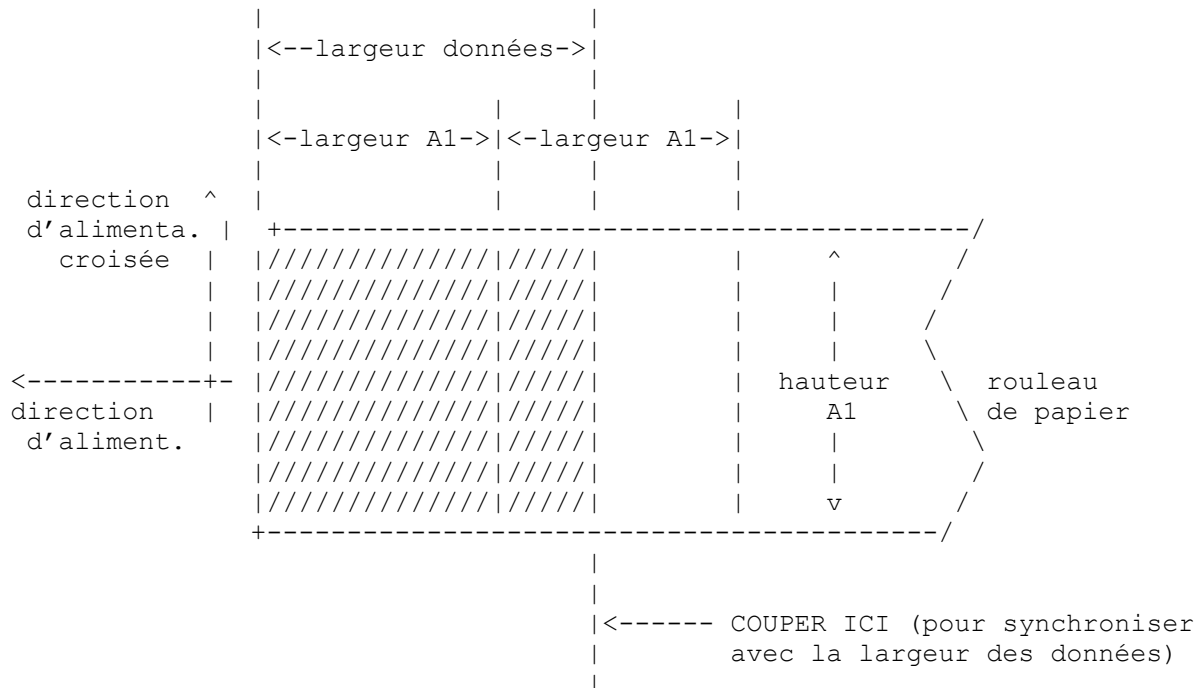 <--largeur données->
<-largeur A1->|<-largeur A1->
direction ^
d'alimenta. |
croisée |
<-----------+- hauteur \ rouleau
direction | A1 \ de papier
d'aliment.
v
<------ COUPER ICI (pour synchroniser
avec la largeur des données)